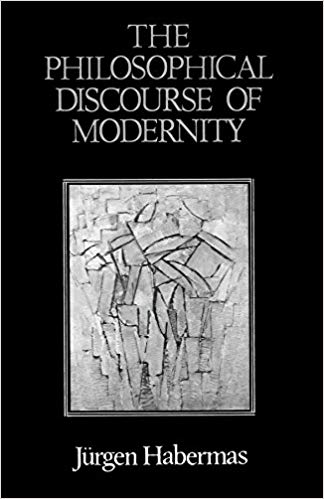 THE
PHILOSOPHICAL
DISCOURSE OF
MODERNITY
Jürgen Habermas